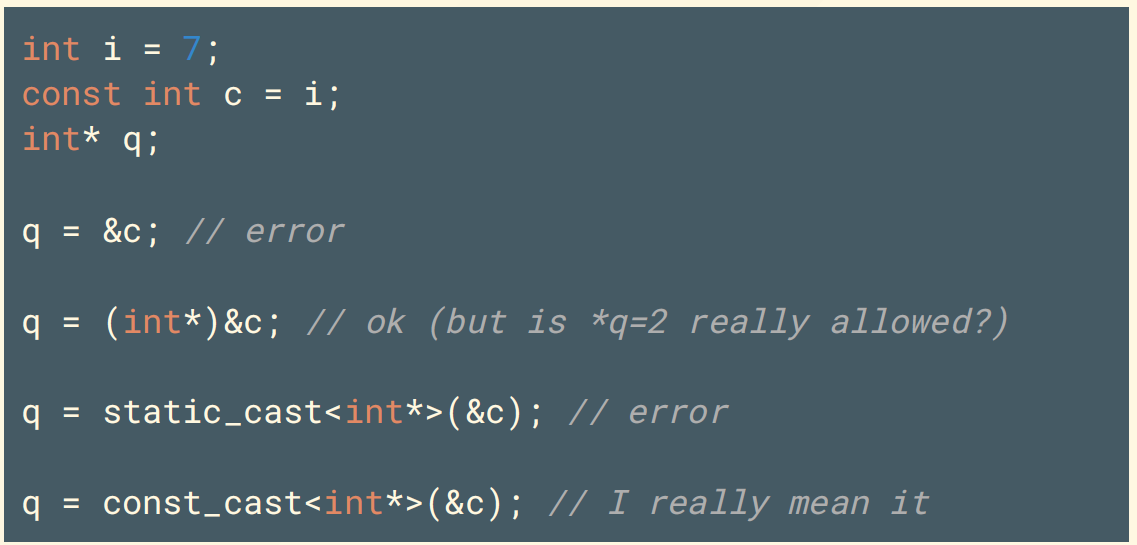 int i = 7;
const int c = i;
int* q;
q = &c; // error
q = (int*)&c; // ok (but is *q=2 really allowed?)
q = static_cast<int*>(&c); // error
q = const_cast<int*>(&c); // I really mean it